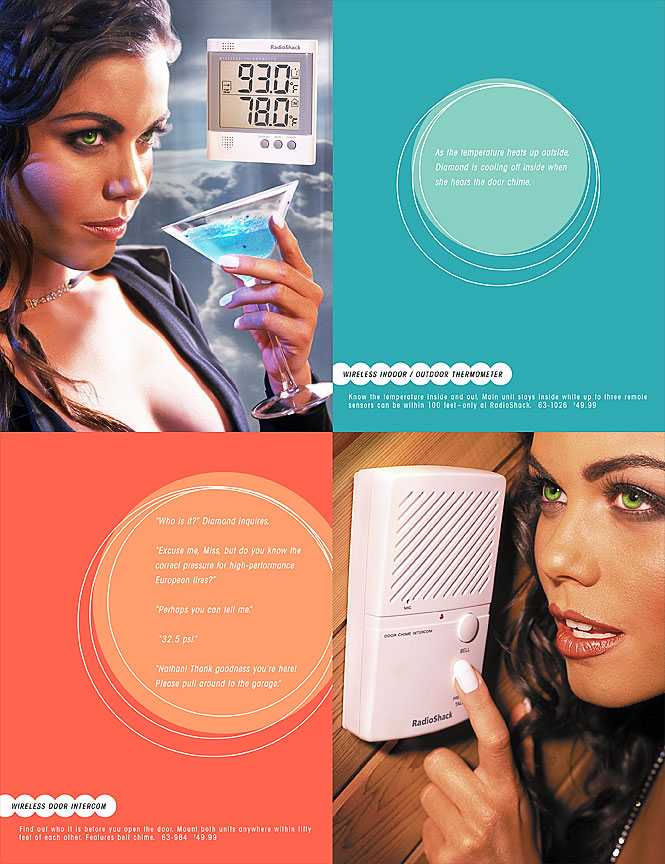 RadioShack
WIRELESS THERMOMETER
93.0°F
78.0°F
As the temperature heats up outside,
Diamond is cooling off inside when
she hears the door chime.
WIRELESS INDOOR / OUTDOOR THERMOMETER
Know the temperature inside and out. Main unit stays inside while up to three remote
sensors can be within 100 feet–only at RadioShack. 63-1026 $49.99
"Who is it?" Diamond inquires.
"Excuse me, Miss, but do you know the
correct pressure for high-performance
European tires?"
"Perhaps you can tell me."
"32.5 psi."
"Nathan! Thank goodness you're here!
Please pull around to the garage."
MIC
DOOR CHIME INTERCOM
BELL
RadioShack
WIRELESS DOOR INTERCOM
Find out who it is before you open the door. Mount both units anywhere within fifty
feet of each other. Features bell chime. 63-984 $49.99